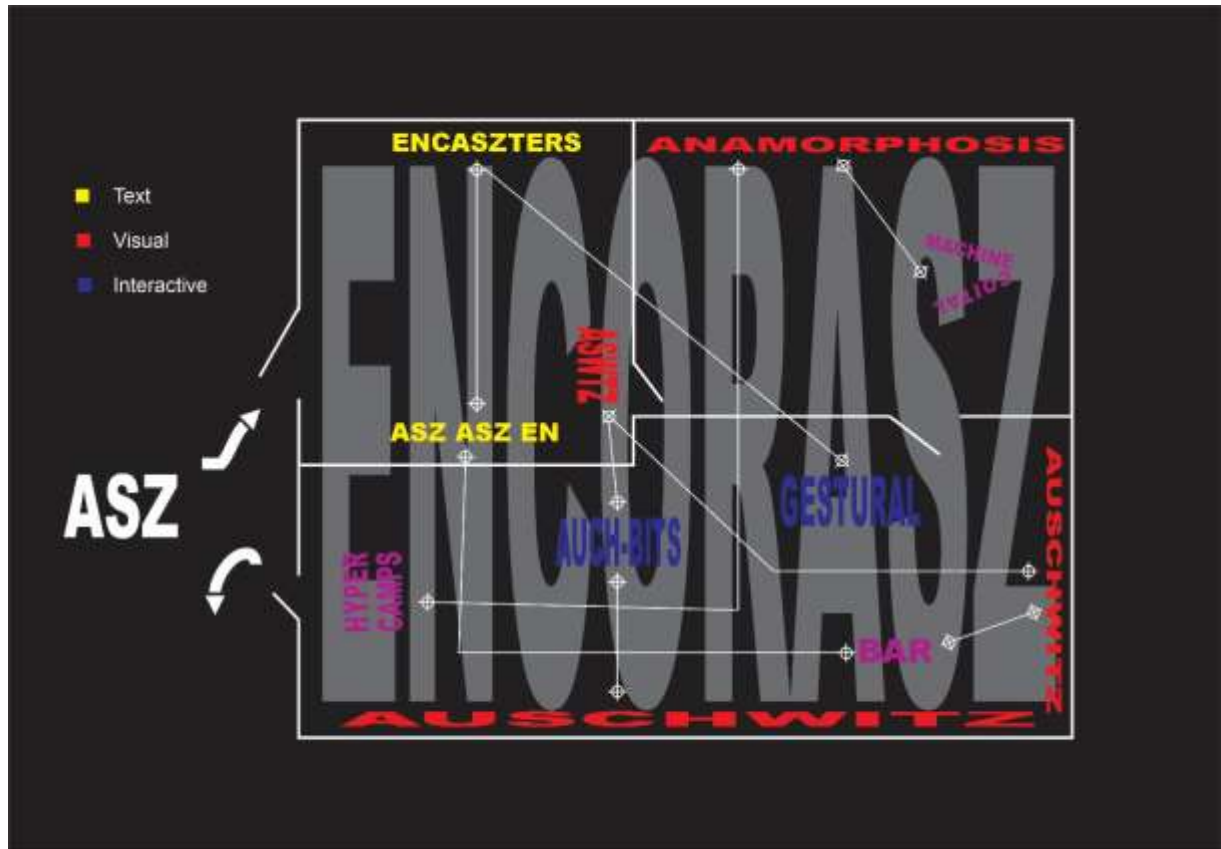 ENCASZTERS
ANAMORPHOSIS
Text
Visual
Interactive
MACHINE
COITAL
ENCORASZ
ASZ ASZ EN
ASZ
GESTURAL
AUCH-BITS
HYPER
CAMPS
BAR
AUSCHWITZ
AUSCHWITZ